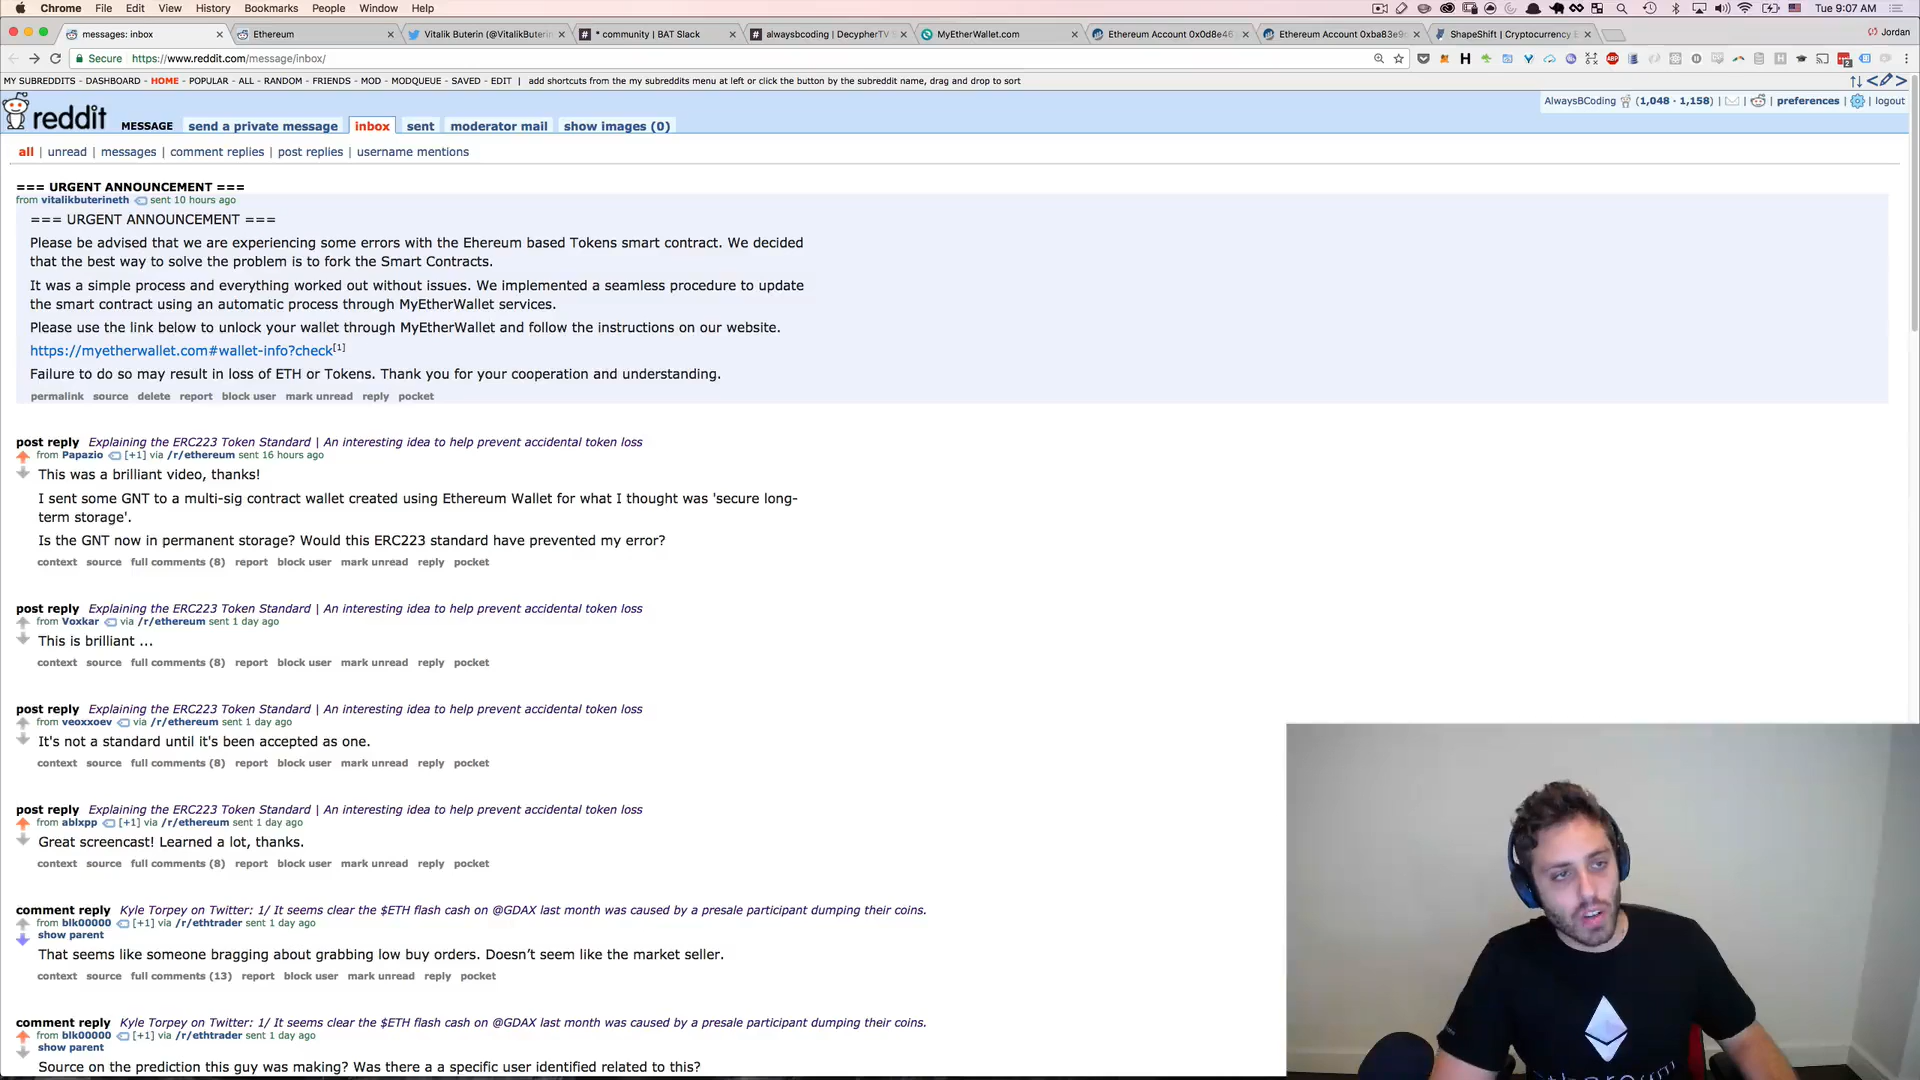 Chrome File Edit View History Bookmarks People Window Help Tue 9:07 AM
messages: inbox Ethereum Vitalik Buterin (@VitalikButerin * community | BAT Slack alwaysbcoding | DecypherTV MyEtherWallet.com Ethereum Account 0x0d8e46 Ethereum Account 0xba83e9 ShapeShift | Cryptocurrency E Jordan
Secure https://www.reddit.com/message/inbox/
MY SUBREDDITS - DASHBOARD - HOME - POPULAR - ALL - RANDOM - FRIENDS - MOD - MODQUEUE - SAVED - EDIT | add shortcuts from the my subreddits menu at left or click the button by the subreddit name, drag and drop to sort
reddit MESSAGE send a private message inbox sent moderator mail show images (0) AlwaysBCoding (1,048 · 1,158) | preferences | logout
all | unread | messages | comment replies | post replies | username mentions
=== URGENT ANNOUNCEMENT ===
from vitalikbuterineth sent 10 hours ago
=== URGENT ANNOUNCEMENT ===
Please be advised that we are experiencing some errors with the Ehereum based Tokens smart contract. We decided
that the best way to solve the problem is to fork the Smart Contracts.
It was a simple process and everything worked out without issues. We implemented a seamless procedure to update
the smart contract using an automatic process through MyEtherWallet services.
Please use the link below to unlock your wallet through MyEtherWallet and follow the instructions on our website.
https://myetherwallet.com#wallet-info?check[1]
Failure to do so may result in loss of ETH or Tokens. Thank you for your cooperation and understanding.
permalink source delete report block user mark unread reply pocket
post reply Explaining the ERC223 Token Standard | An interesting idea to help prevent accidental token loss
from Papazio [+1] via /r/ethereum sent 16 hours ago
This was a brilliant video, thanks!
I sent some GNT to a multi-sig contract wallet created using Ethereum Wallet for what I thought was 'secure long-
term storage'.
Is the GNT now in permanent storage? Would this ERC223 standard have prevented my error?
context source full comments (8) report block user mark unread reply pocket
post reply Explaining the ERC223 Token Standard | An interesting idea to help prevent accidental token loss
from Voxkar via /r/ethereum sent 1 day ago
This is brilliant ...
context source full comments (8) report block user mark unread reply pocket
post reply Explaining the ERC223 Token Standard | An interesting idea to help prevent accidental token loss
from veoxxoev via /r/ethereum sent 1 day ago
It's not a standard until it's been accepted as one.
context source full comments (8) report block user mark unread reply pocket
post reply Explaining the ERC223 Token Standard | An interesting idea to help prevent accidental token loss
from ablxpp [+1] via /r/ethereum sent 1 day ago
Great screencast! Learned a lot, thanks.
context source full comments (8) report block user mark unread reply pocket
comment reply Kyle Torpey on Twitter: 1/ It seems clear the $ETH flash cash on @GDAX last month was caused by a presale participant dumping their coins.
from blk00000 [+1] via /r/ethtrader sent 1 day ago
show parent
That seems like someone bragging about grabbing low buy orders. Doesn't seem like the market seller.
context source full comments (13) report block user mark unread reply pocket
comment reply Kyle Torpey on Twitter: 1/ It seems clear the $ETH flash cash on @GDAX last month was caused by a presale participant dumping their coins.
from blk00000 [+1] via /r/ethtrader sent 1 day ago
show parent
Source on the prediction this guy was making? Was there a a specific user identified related to this?